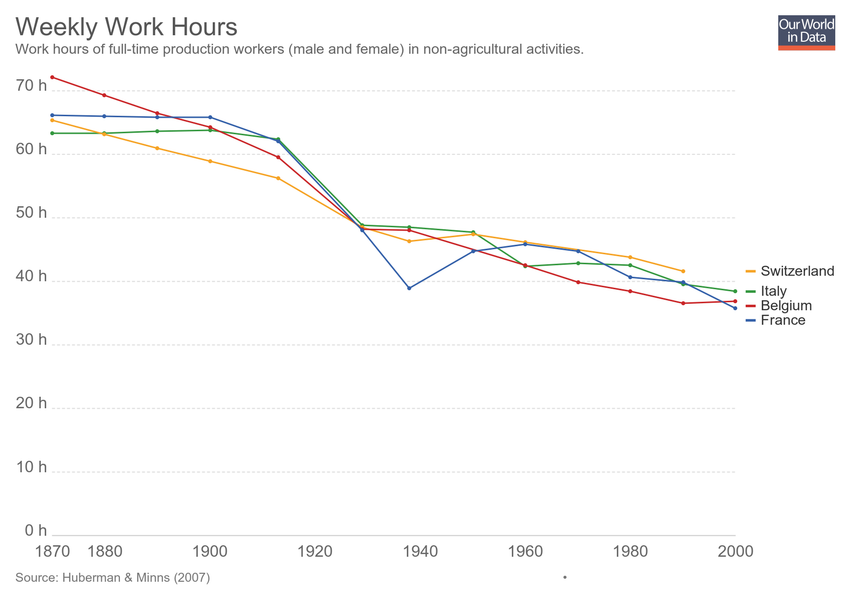 Weekly Work Hours
Work hours of full-time production workers (male and female) in non-agricultural activities.
Our World
in Data
70 h
60 h
50 h
40 h
30 h
20 h
10 h
0 h
Switzerland
Italy
Belgium
France
1870 1880 1900 1920 1940 1960 1980 2000
Source: Huberman & Minns (2007)